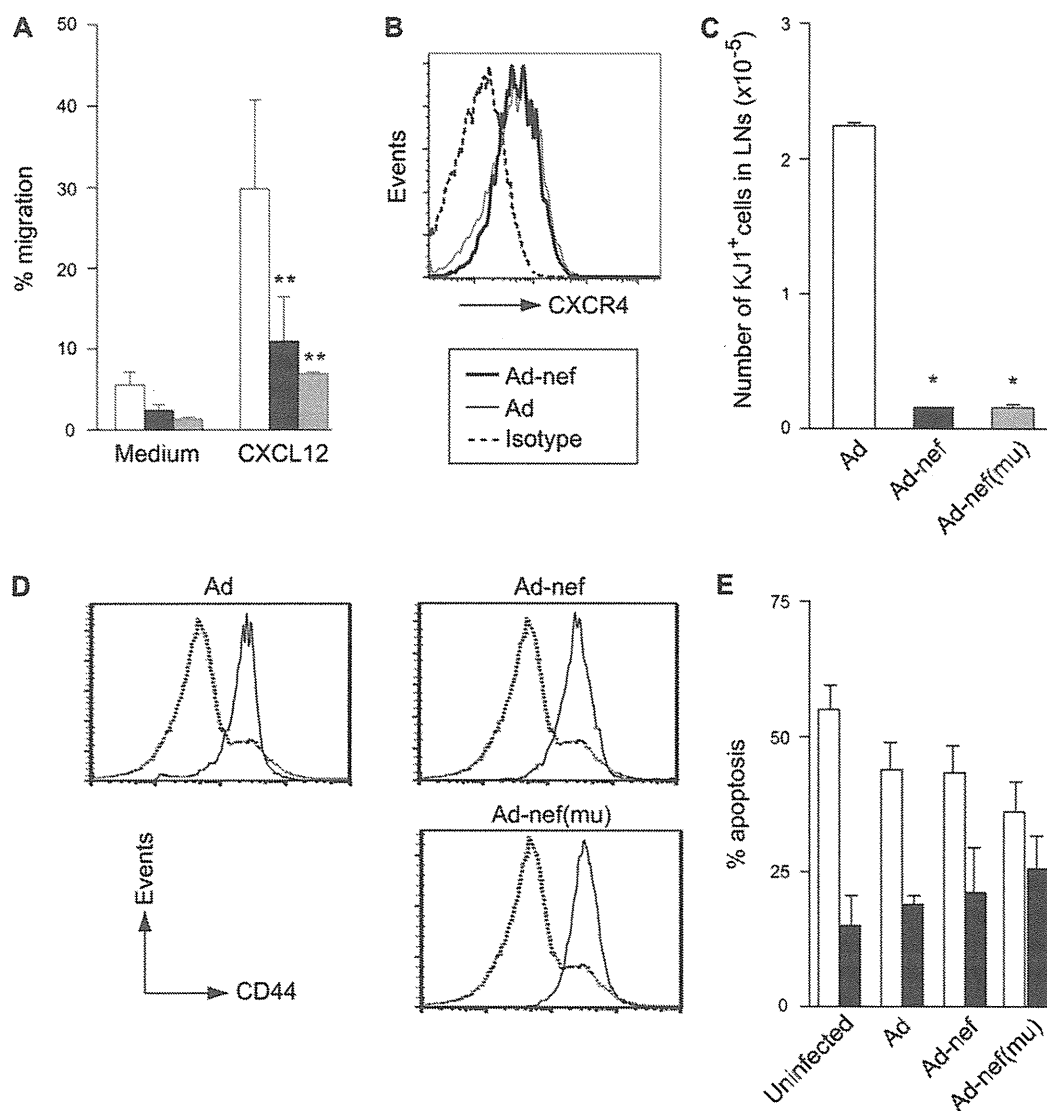 A
% migration
50
40
30
20
10
0
**
**
Medium
CXCL12
B
Events
CXCR4
Ad-nef
Ad
Isotype
C
Number of KJ1+ cells in LNs (x10-5)
3
2
1
0
*
*
Ad
Ad-nef
Ad-nef(mu)
D
Ad
Ad-nef
Ad-nef(mu)
Events
CD44
E
% apoptosis
75
50
25
0
Uninfected
Ad
Ad-nef
Ad-nef(mu)